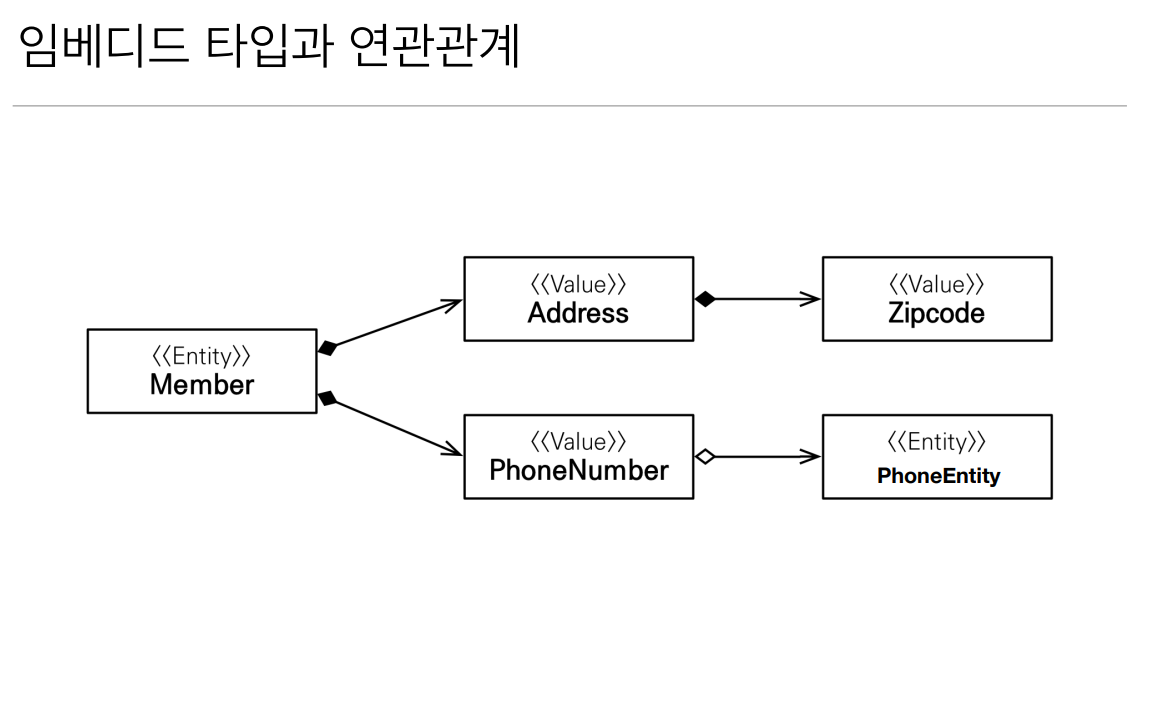 임베디드 타입과 연관관계
<<Value>>
Address
<<Value>>
Zipcode
<<Entity>>
Member
<<Value>>
PhoneNumber
<<Entity>>
PhoneEntity